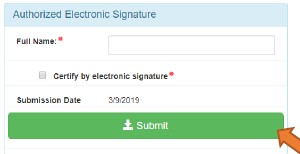 Authorized Electronic Signature
Full Name:*
Certify by electronic signature*
Submission Date 3/9/2019
Submit